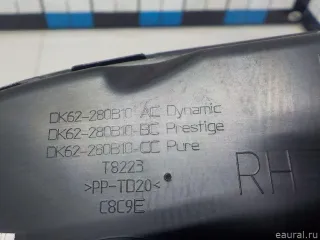 DK62-280B10-AC Dynamic
DK62-280B10-BC Prestige
DK62-280B10-CC Pure
T8223
RH
>PP-TD20<
C8C9E
eaural.ru